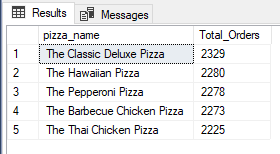 Results Messages
pizza_name Total_Orders
1 The Classic Deluxe Pizza 2329
2 The Hawaiian Pizza 2280
3 The Pepperoni Pizza 2278
4 The Barbecue Chicken Pizza 2273
5 The Thai Chicken Pizza 2225